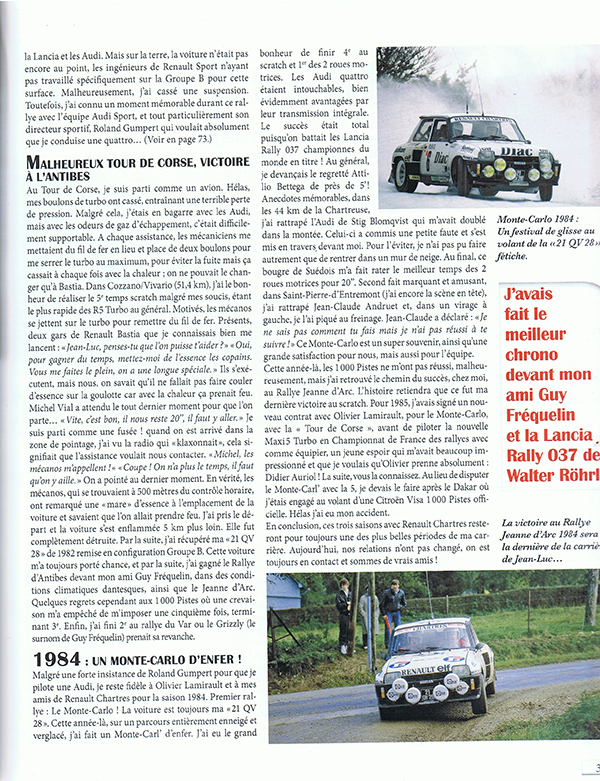 la Lancia et les Audi. Mais sur la terre, la voiture n'était pas
encore au point, les ingénieurs de Renault Sport n'ayant
pas travaillé spécifiquement sur la Groupe B pour cette
surface. Malheureusement, j'ai cassé une suspension.
Toutefois, j'ai connu un moment mémorable durant ce ral-
lye avec l'équipe Audi Sport, et tout particulièrement son
directeur sportif, Roland Gumpert qui voulait absolument
que je conduise une quattro… (Voir en page 73.)
MALHEUREUX TOUR DE CORSE, VICTOIRE
À L'ANTIBES
Au Tour de Corse, je suis parti comme un avion. Hélas,
mes boulons de turbo ont cassé, entraînant une terrible perte
de pression. Malgré cela, j'étais en bagarre avec les Audi,
mais avec les odeurs de gaz d'échappement, c'était difficile-
ment supportable. A chaque assistance, les mécaniciens me
mettaient du fil de fer en lieu et place de deux boulons pour
me serrer le turbo au maximum, pour éviter la fuite mais ça
cassait à chaque fois avec la chaleur ; on ne pouvait le chan-
ger qu'à Bastia. Dans Cozzano/Vivario (51,4 km), j'ai le bon-
heur de réaliser le 5e temps scratch malgré mes soucis, étant
le plus rapide des R5 Turbo au général. Motivés, les mécanos
se jettent sur le turbo pour remettre du fil de fer. Présents,
deux gars de Renault Bastia que je connaissais bien me
lancent : «Jean-Luc, penses-tu que l'on puisse t'aider ? » « Oui,
pour gagner du temps, mettez-moi de l'essence les copains.
Vous me faites le plein, on a une longue spéciale. » Ils s'exé-
cutent, mais nous, on savait qu'il ne fallait pas faire couler
d'essence sur la goulotte car avec la chaleur ça prenait feu.
Michel Vial a attendu le tout dernier moment pour que l'on
parte… «Vite, c'est bon, il nous reste 20", il faut y aller. » Je
suis parti comme une fusée ! quand on est arrivé dans la
zone de pointage, j'ai vu la radio qui «klaxonnait», cela si-
gnifiait que l'assistance voulait nous contacter. « Michel, les
mécanos m'appellent ! » «Coupe ! On n'a plus le temps, il faut
qu'on y aille. » On a pointé au dernier moment. En vérité, les
mécanos, qui se trouvaient à 500 mètres du contrôle horaire,
ont remarqué une «mare» d'essence à l'emplacement de la
voiture et savaient que l'on allait prendre feu. J'ai pris le dé-
part et la voiture s'est enflammée 5 km plus loin. Elle fut
complètement détruite. Par la suite, j'ai récupéré ma «21 QV
28» de 1982 remise en configuration Groupe B. Cette voiture
m'a toujours porté chance, et par la suite, j'ai gagné le Rallye
d'Antibes devant mon ami Guy Fréquelin, dans des condi-
tions climatiques dantesques, ainsi que le Jeanne d'Arc.
Quelques regrets cependant aux 1000 Pistes où une crevai-
son m'a empêché de m'imposer une cinquième fois, termi-
nant 3e. Enfin, j'ai fini 2e au rallye du Var ou le Grizzly (le
surnom de Guy Fréquelin) prenait sa revanche.
1984 : UN MONTE-CARLO D'ENFER !
Malgré une forte insistance de Roland Gumpert pour que je
pilote une Audi, je reste fidèle à Olivier Lamirault et à mes
amis de Renault Chartres pour la saison 1984. Premier ral-
lye : Le Monte-Carlo ! La voiture est toujours ma «21 QV
28». Cette année-là, sur un parcours entièrement enneigé et
verglacé, j'ai fait un Monte-Carl' d'enfer. J'ai eu le grand
bonheur de finir 4e au
scratch et 1er des 2 roues mo-
trices. Les Audi quattro
étaient intouchables, bien
évidemment avantagées par
leur transmission intégrale.
Le succès était total
puisqu'on battait les Lancia
Rally 037 championnes du
monde en titre ! Au général,
je devançais le regretté Atti-
lio Bettega de près de 5'!
Anecdotes mémorables, dans
les 44 km de la Chartreuse,
j'ai rattrapé l'Audi de Stig Blomqvist qui m'avait doublé
dans la montée. Celui-ci a commis une petite faute et s'est
mis en travers devant moi. Pour l'éviter, je n'ai pas pu faire
autrement que de rentrer dans un mur de neige. Au final, ce
bougre de Suédois m'a fait rater le meilleur temps des 2
roues motrices pour 20". Second fait marquant et amusant,
dans Saint-Pierre-d'Entremont (j'ai encore la scène en tête),
j'ai rattrapé Jean-Claude Andruet et, dans un virage à
gauche, je l'ai piqué au freinage. Jean-Claude a déclaré : «Je
ne sais pas comment tu fais mais je n'ai pas réussi à te
suivre ! » Ce Monte-Carlo est un super souvenir, ainsi qu'une
grande satisfaction pour nous, mais aussi pour l'équipe.
Cette année-là, les 1000 Pistes ne m'ont pas réussi, malheu-
reusement, mais j'ai retrouvé le chemin du succès, chez moi,
au Rallye Jeanne d'Arc. L'histoire retiendra que ce fut ma
dernière victoire au scratch. Pour 1985, j'avais signé un nou-
veau contrat avec Olivier Lamirault, pour le Monte-Carlo,
avec la « Tour de Corse », avant de piloter la nouvelle
Maxi5 Turbo en Championnat de France des rallyes avec
comme équipier, un jeune espoir qui m'avait beaucoup im-
pressionné et que je voulais qu'Olivier prenne absolument :
Didier Auriol ! La suite, vous la connaissez. Au lieu de disputer
le Monte-Carl' avec la 5, je devais le faire après le Dakar où
j'étais engagé au volant d'une Citroën Visa 1000 Pistes offi-
cielle. Hélas j'ai eu mon accident.
En conclusion, ces trois saisons avec Renault Chartres reste-
ront pour toujours une des plus belles périodes de ma car-
rière. Aujourd'hui, nos relations n'ont pas changé, on est
toujours en contact et sommes de vrais amis !
RENAULT CHARTRES
Diac
Diac
Monte-Carlo 1984 :
Un festival de glisse au
volant de la «21 QV 28»
fétiche.
J'avais
fait le
meilleur
chrono
devant mon
ami Guy
Fréquelin
et la Lancia
Rally 037 de
Walter Röhrl
La victoire au Rallye
Jeanne d'Arc 1984 sera
la dernière de la carriè
de Jean-Luc…
CHARTRES
RENAULT elf
3